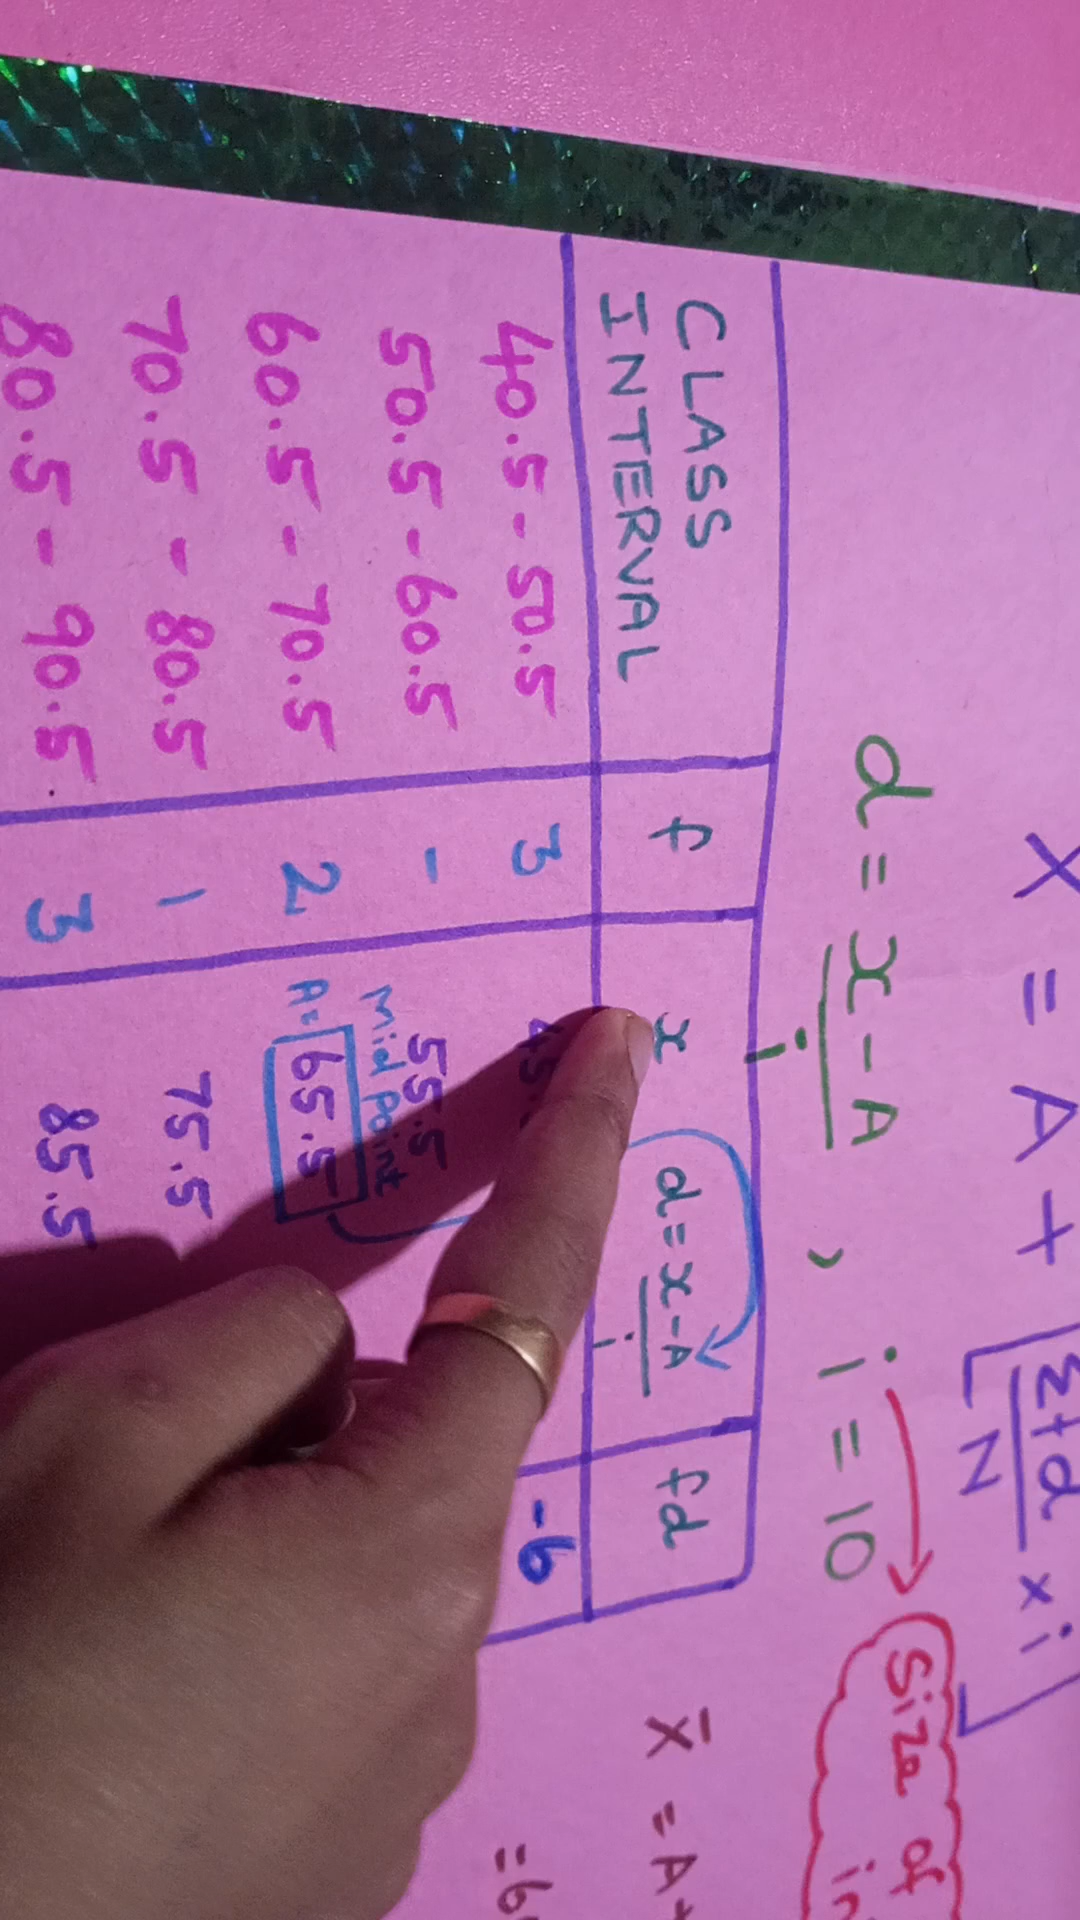 X = A + [Σfd/N × i]
d = x - A/i , i = 10
Size of
CLASS INTERVAL f x d = x - A/i fd
40.5 - 50.5 3 -6
50.5 - 60.5 - 55.5
Mid point
60.5 - 70.5 2 A = 65.5
70.5 - 80.5 1 75.5
80.5 - 90.5 3 85.5
X̄ = A+